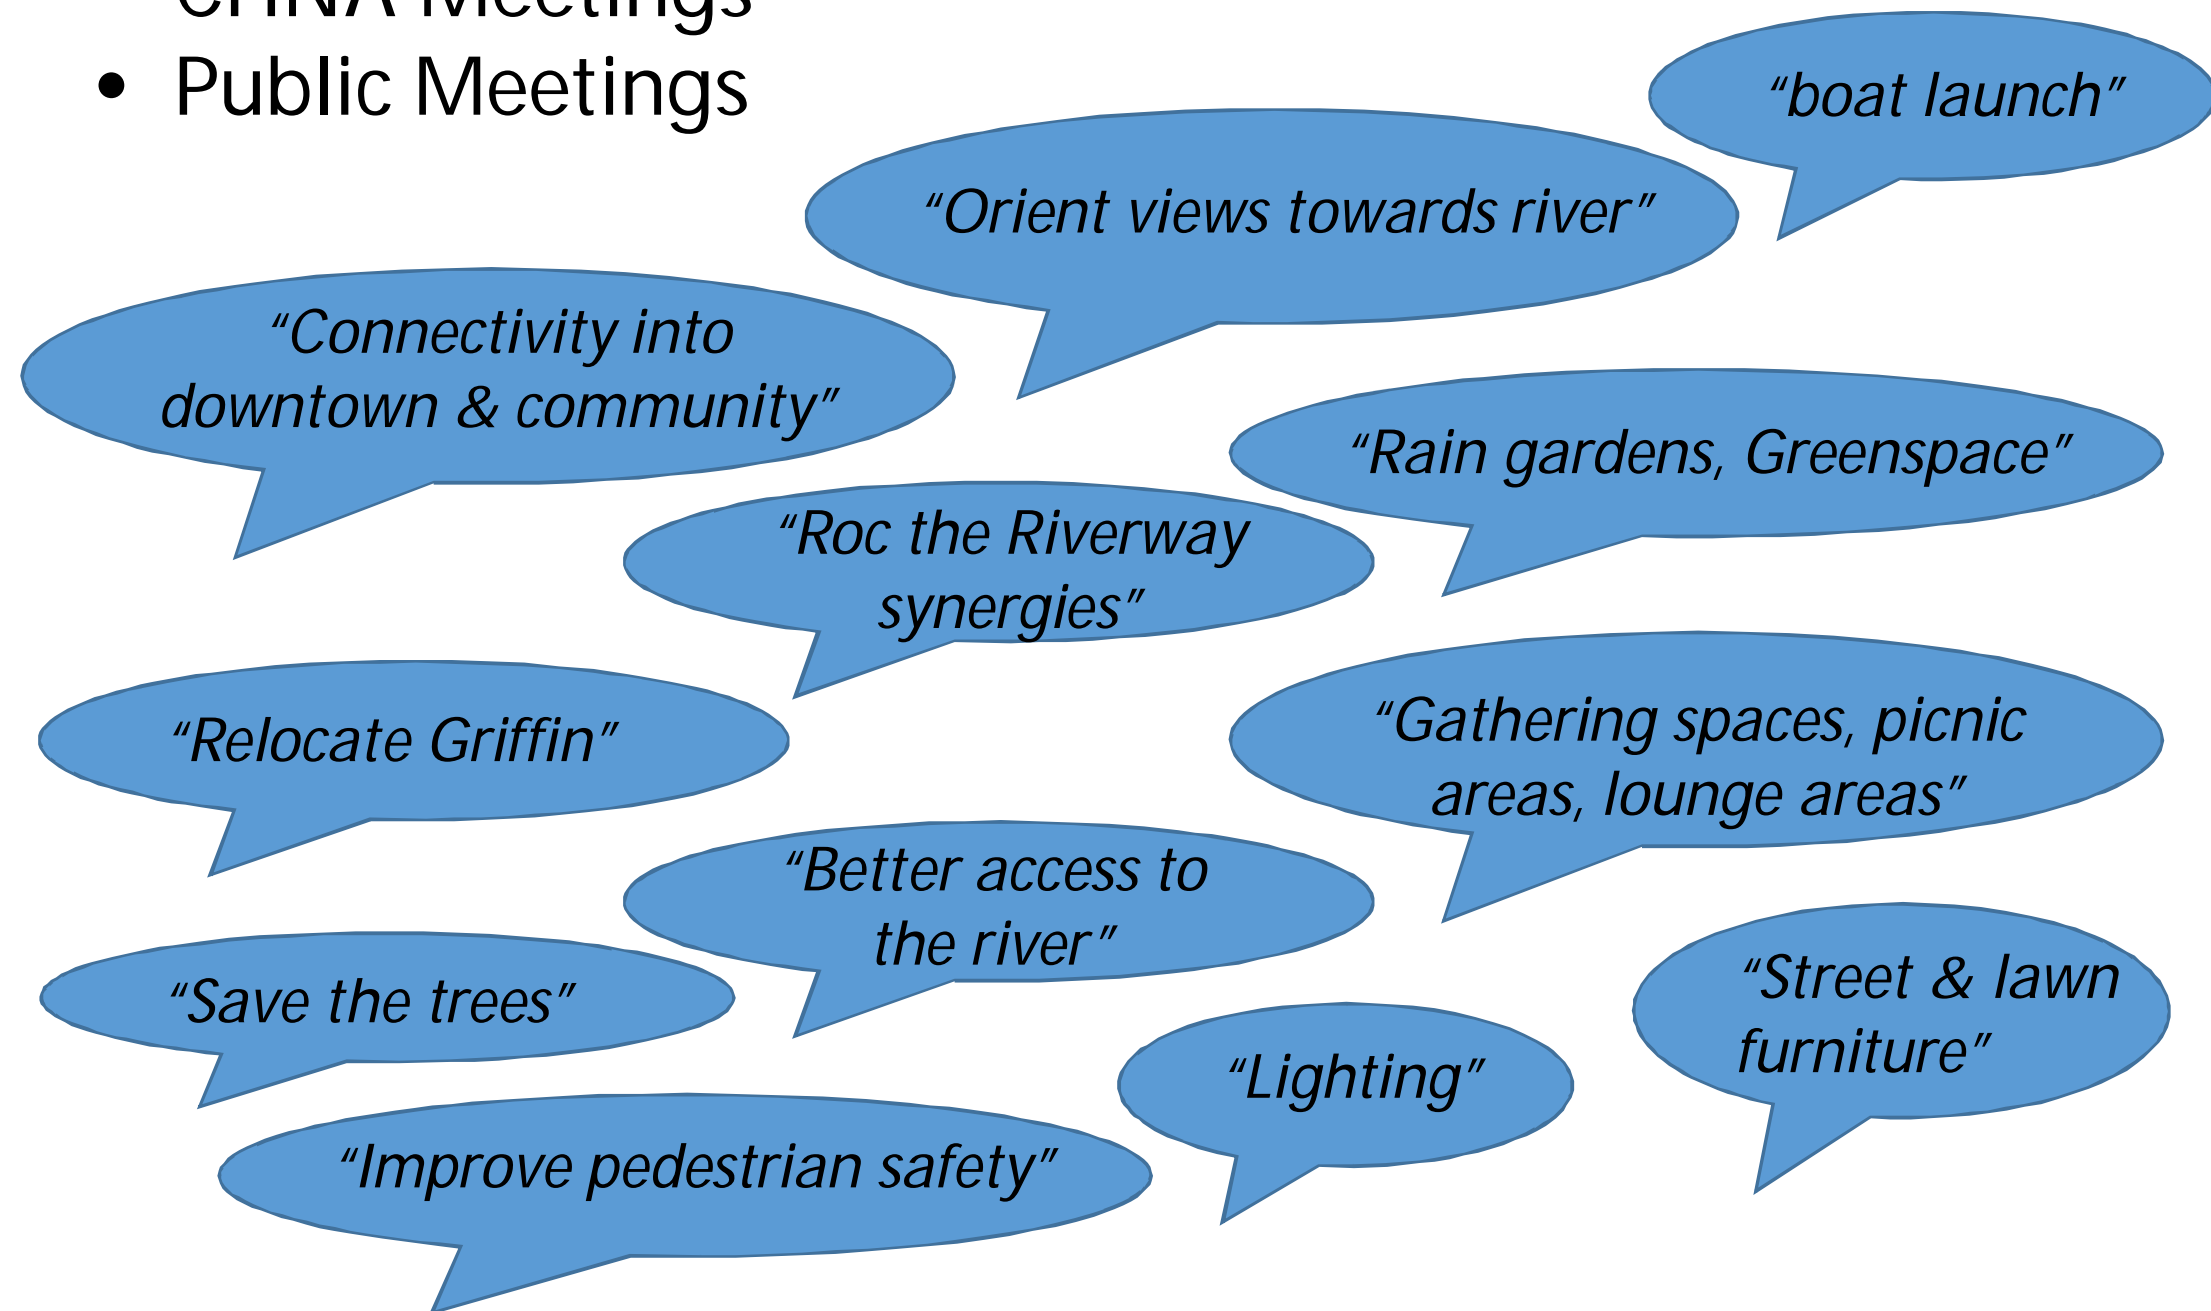 CHNA Meetings
• Public Meetings
“boat launch”
“Orient views towards river”
“Connectivity into
downtown & community”
“Rain gardens, Greenspace”
“Roc the Riverway
synergies”
“Relocate Griffin”
“Gathering spaces, picnic
areas, lounge areas”
“Better access to
the river”
“Save the trees”
“Street & lawn
furniture”
“Lighting”
“Improve pedestrian safety”